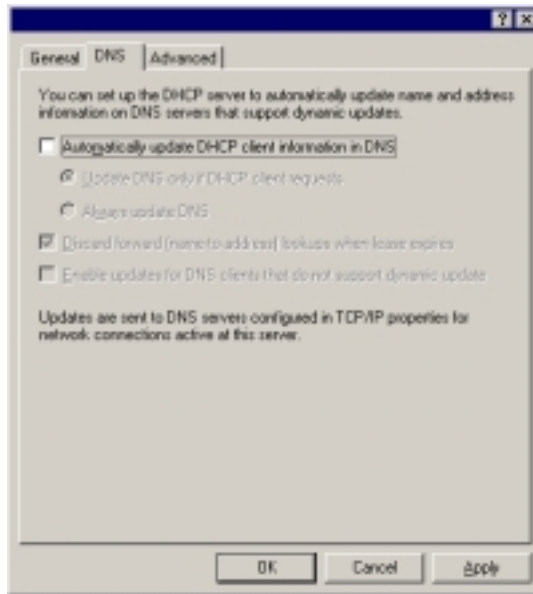 General DNS Advanced
You can set up the DHCP server to automatically update name and address
information on DNS servers that support dynamic updates.
Automatically update DHCP client information in DNS
Update DNS only if DHCP client requests
Always update DNS
Discard forward (name-to-address) lookups when lease expires
Enable updates for DNS clients that do not support dynamic update
Updates are sent to DNS servers configured in TCP/IP properties for
network connections active at this server.
OK Cancel Apply